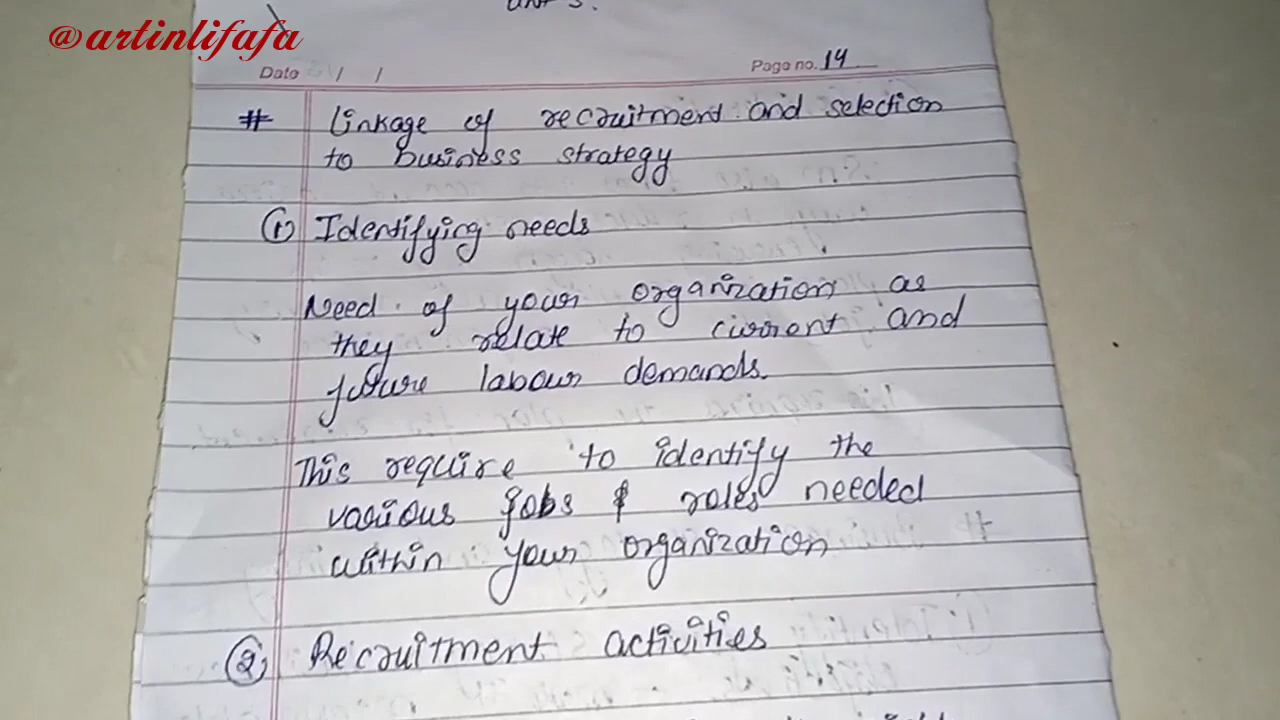 @artinlifafa
Unit 3.
Date / /
Page no. 14
# Linkage of recruitment and selection
to business strategy
① Identifying needs
Need of your organization as
they relate to current and
future labour demands.
This require to identify the
various jobs & roles needed
within your organization
② Recruitment activities